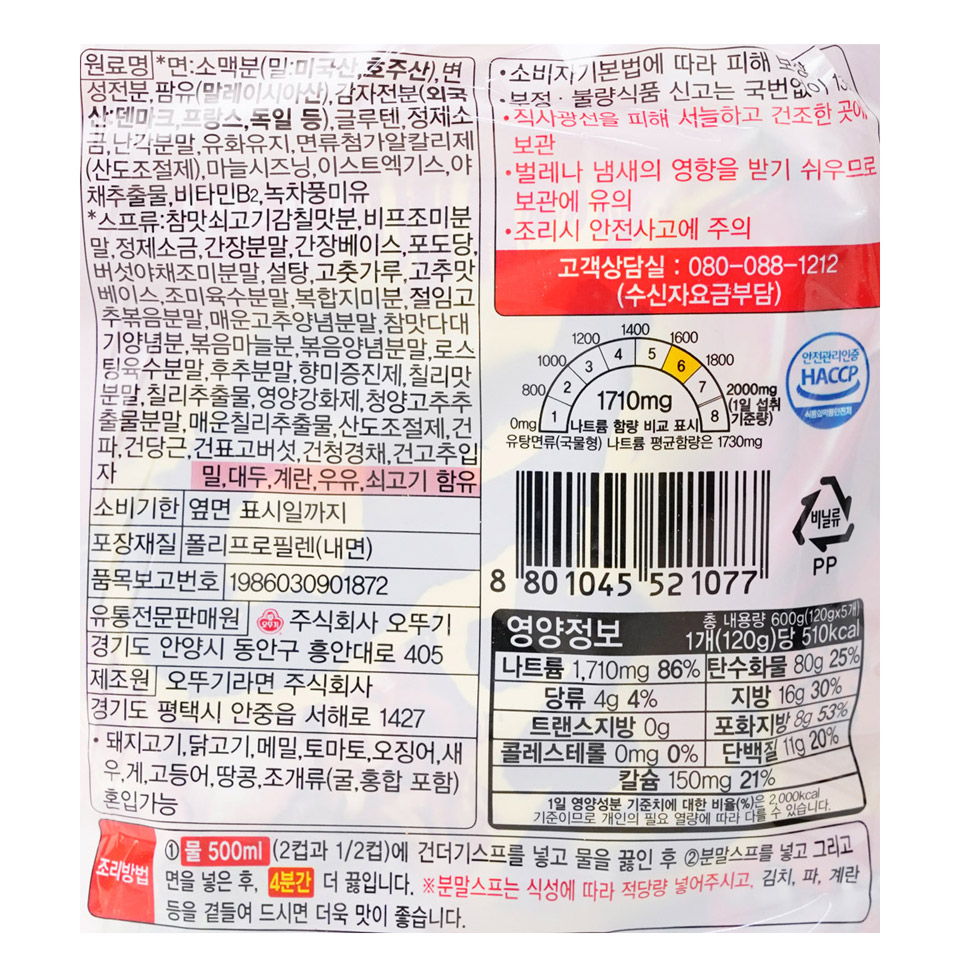 원료명 *면:소맥분(밀:미국산,호주산),변
성전분,팜유(말레이시아산),감자전분(외국
산:덴마크,프랑스,독일 등),글루텐,정제소
금,난각분말,유화유지,면류첨가알칼리제
(산도조절제),마늘시즈닝,이스트엑기스,야
채추출물,비타민B2,녹차풍미유
*스프류:참맛쇠고기감칠맛분,비프조미분
말,정제소금,간장분말,간장베이스,포도당,
버섯야채조미분말,설탕,고춧가루,고추맛
베이스,조미육수분말,복합지미분,절임고
추볶음분말,매운고추양념분말,참맛다대
기양념분,볶음마늘분,볶음양념분말,로스
팅육수분말,후추분말,향미증진제,칠리맛
분말,칠리추출물,영양강화제,청양고추추
출물분말,매운칠리추출물,산도조절제,건
파,건당근,건표고버섯,건청경채,건고추입
자
밀,대두,계란,우유,쇠고기 함유
소비기한 옆면 표시일까지
포장재질 폴리프로필렌(내면)
품목보고번호 1986030901872
유통전문판매원 오뚜기 주식회사 오뚜기
경기도 안양시 동안구 흥안대로 405
제조원 오뚜기라면 주식회사
경기도 평택시 안중읍 서해로 1427
• 돼지고기,닭고기,메밀,토마토,오징어,새
우,게,고등어,땅콩,조개류(굴,홍합 포함)
혼입가능
•소비자기본법에 따라 피해 보상
•부정·불량식품 신고는 국번없이
•직사광선을 피해 서늘하고 건조한 곳에
보관
•벌레나 냄새의 영향을 받기 쉬우므로
보관에 유의
•조리시 안전사고에 주의
고객상담실 : 080-088-1212
(수신자요금부담)
0mg 800 1000 1200 1400 1600 1800 2000mg
(1일 섭취
기준량)
1 2 3 4 5 6 7 8
1710mg
나트륨 함량 비교 표시
유탕면류(국물형) 나트륨 평균함량은 1730mg
안전관리인증
HACCP
식품의약품안전처
비닐류
PP
8 801045 521077
영양정보
총 내용량 600g(120g×5개)
1개(120g)당 510kcal
나트륨 1,710mg 86% 탄수화물 80g 25%
당류 4g 4% 지방 16g 30%
트랜스지방 0g 포화지방 8g 53%
콜레스테롤 0mg 0% 단백질 11g 20%
칼슘 150mg 21%
1일 영양성분 기준치에 대한 비율(%)은 2,000kcal
기준이므로 개인의 필요 열량에 따라 다를 수 있습니다.
조리방법
①물 500ml (2컵과 1/2컵)에 건더기스프를 넣고 물을 끓인 후 ②분말스프를 넣고 그리고
면을 넣은 후, 4분간 더 끓입니다. ※분말스프는 식성에 따라 적당량 넣어주시고, 김치, 파, 계란
등을 곁들여 드시면 더욱 맛이 좋습니다.